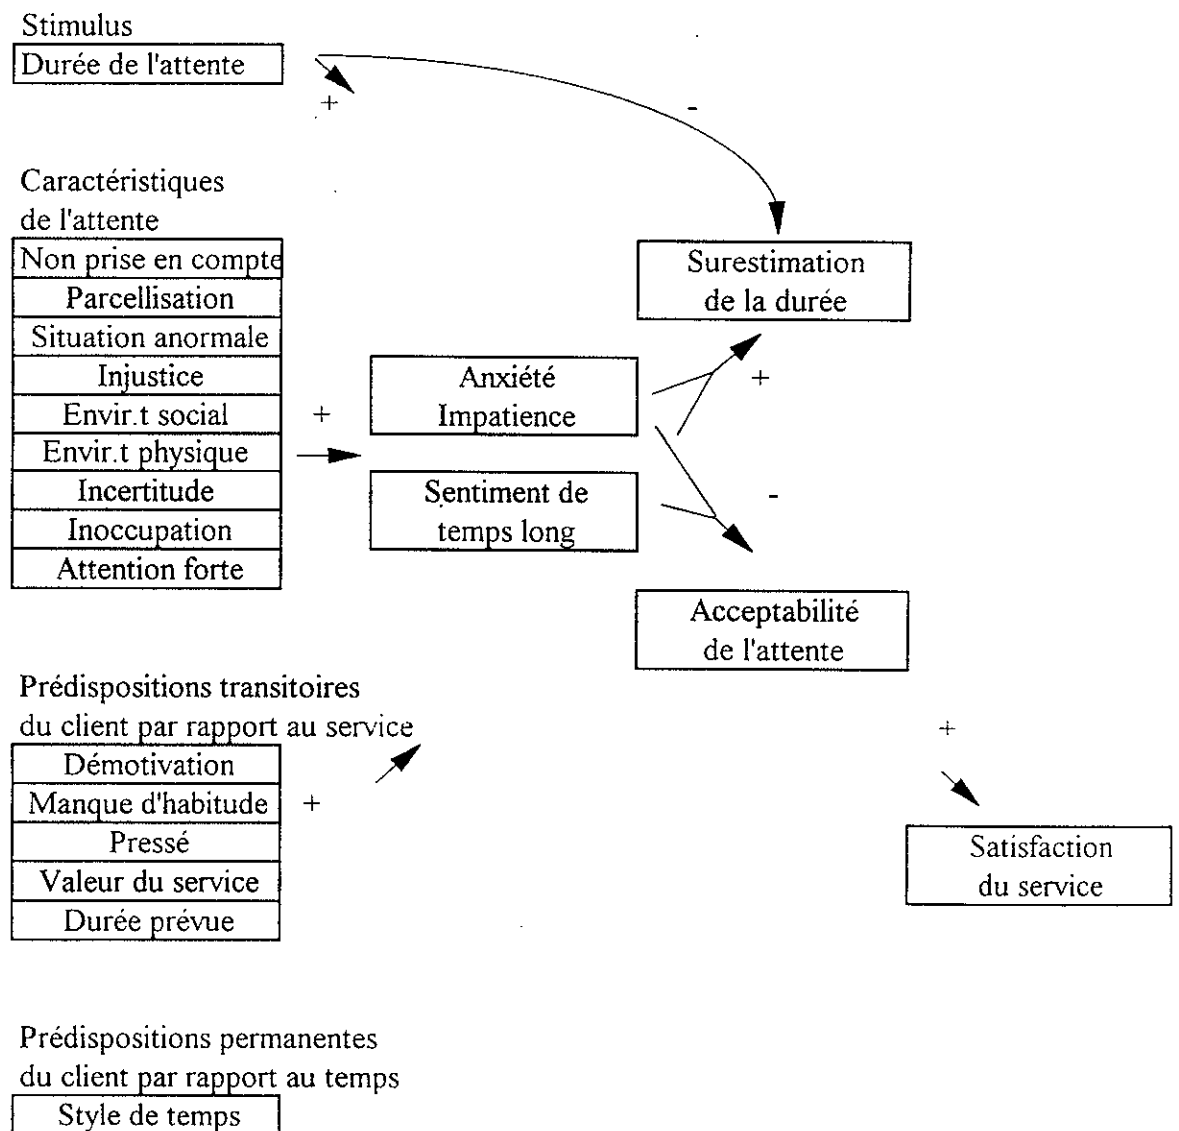 Stimulus
Durée de l'attente
+
-
Caractéristiques
de l'attente
Non prise en compte
Parcellisation
Situation anormale
Injustice
Envir.t social
Envir.t physique
Incertitude
Inoccupation
Attention forte
+
Anxiété
Impatience
Sentiment de
temps long
Surestimation
de la durée
+
-
Acceptabilité
de l'attente
Prédispositions transitoires
du client par rapport au service
Démotivation
Manque d'habitude
Pressé
Valeur du service
Durée prévue
+
+
Satisfaction
du service
Prédispositions permanentes
du client par rapport au temps
Style de temps